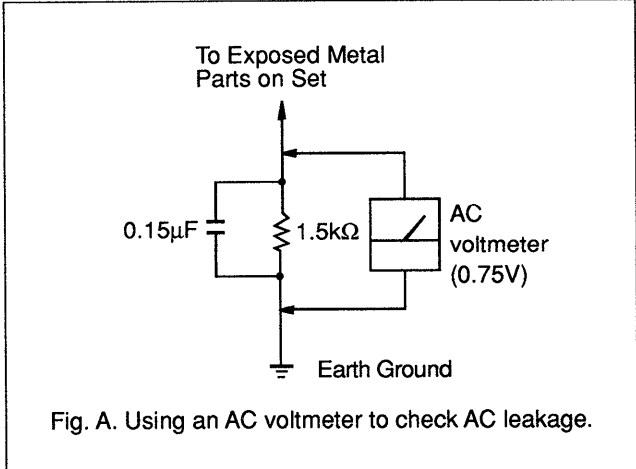 To Exposed Metal
Parts on Set
0.15µF
1.5kΩ
AC
voltmeter
(0.75V)
Earth Ground
Fig. A. Using an AC voltmeter to check AC leakage.